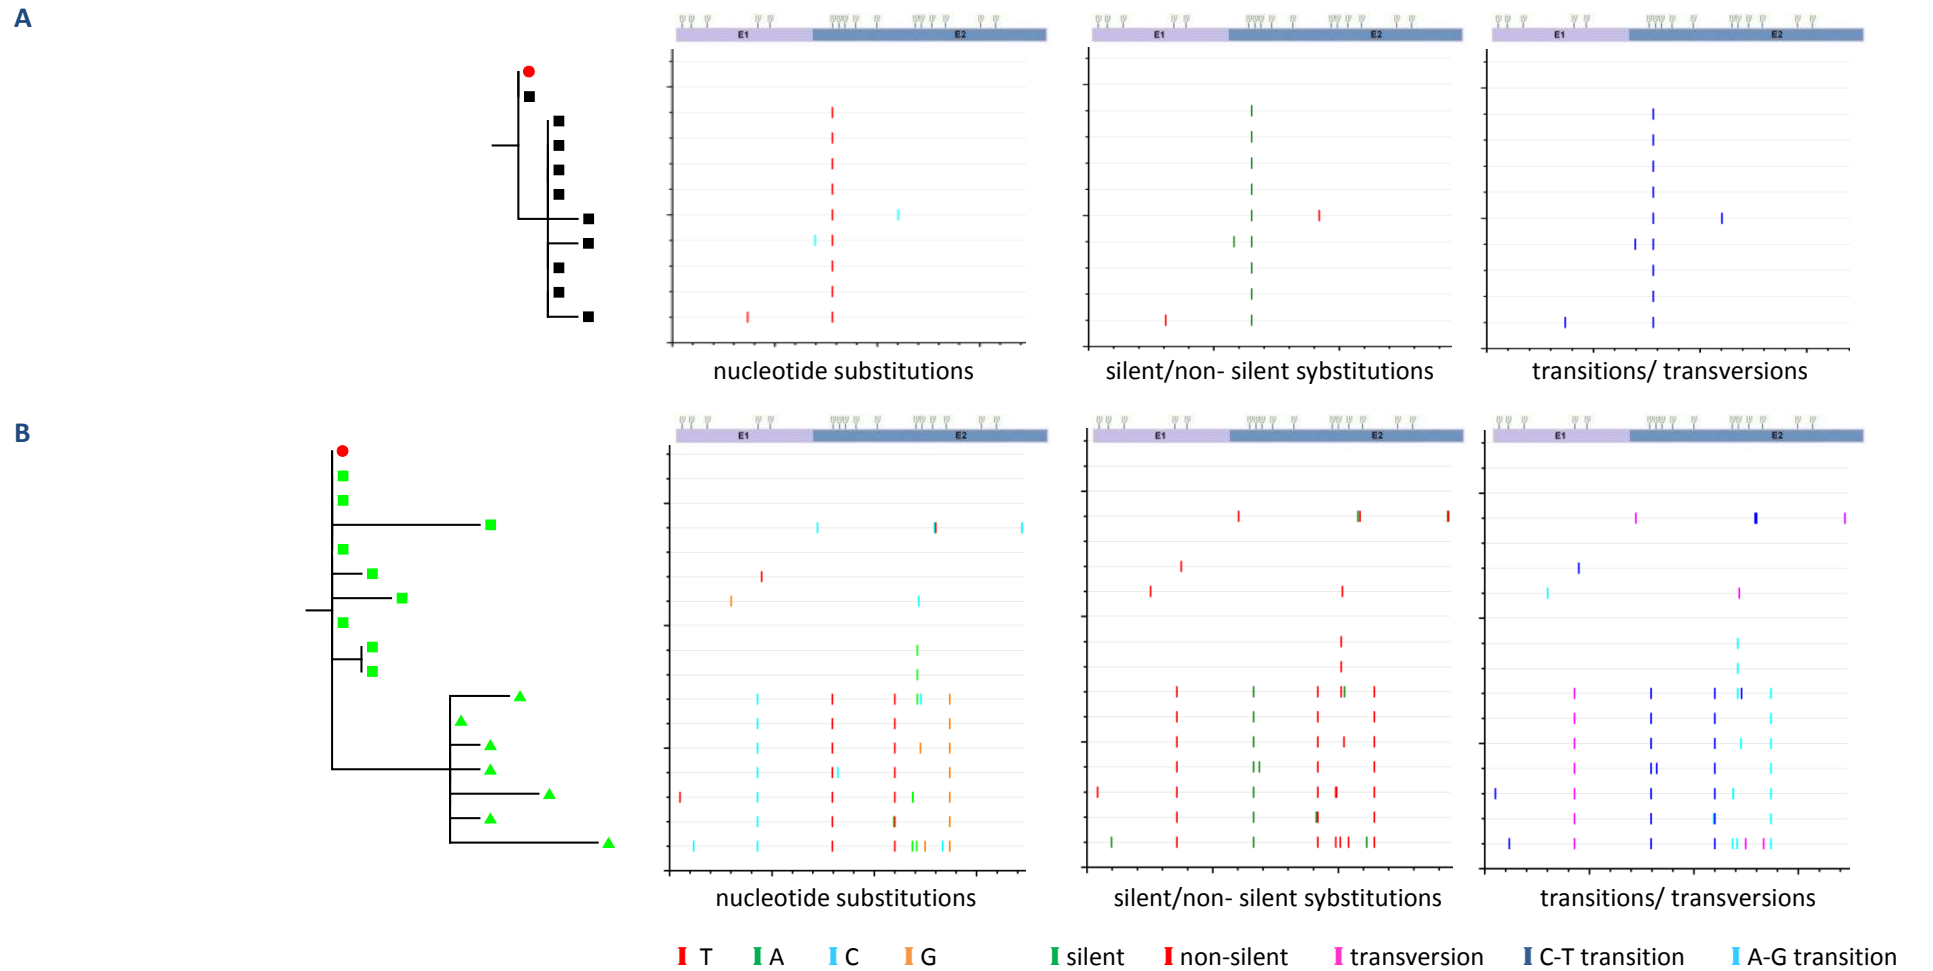 A
E1 E2 E1 E2 E1 E2
nucleotide substitutions silent/non- silent sybstitutions transitions/ transversions
B
E1 E2 E1 E2 E1 E2
nucleotide substitutions silent/non- silent sybstitutions transitions/ transversions
T A C G silent non-silent transversion C-T transition A-G transition